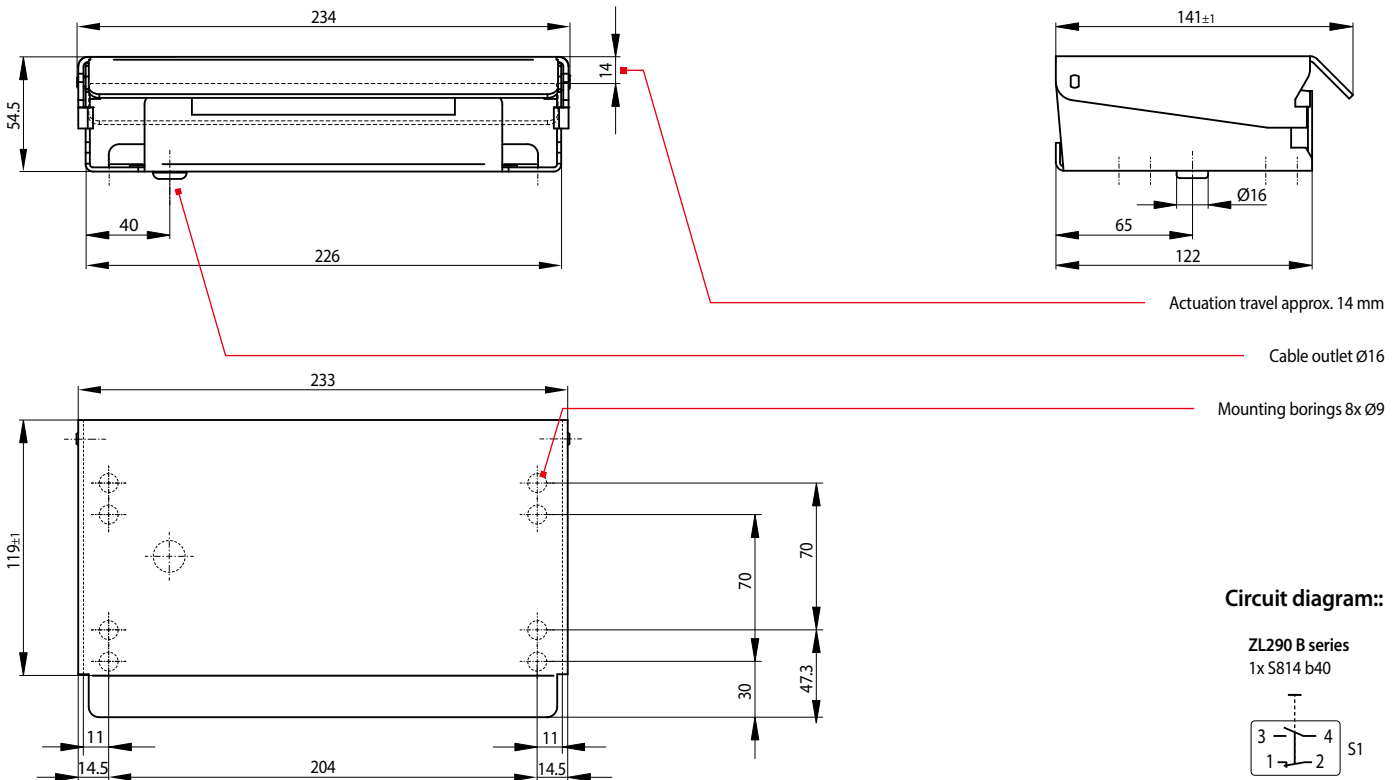 234
141±1
14
54.5
40
226
Ø16
65
122
Actuation travel approx. 14 mm
Cable outlet Ø16
Mounting borings 8x Ø9
233
119±1
70
70
47.3
30
11
11
14.5
204
14.5
Circuit diagram::
ZL290 B series
1x S814 b40
3 4
S1
1 2